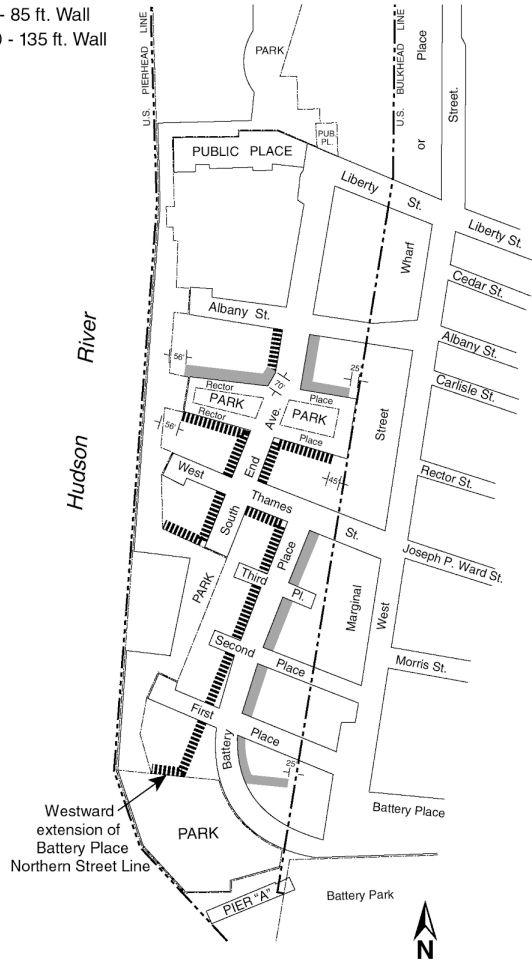 - 85 ft. Wall
- 135 ft. Wall
U.S. PIERHEAD LINE
PARK
U.S. BULKHEAD LINE
Place
or
Street.
PUB.
PL.
PUBLIC PLACE
Liberty St.
Liberty St.
Wharf
Cedar St.
Albany St.
Albany St.
Carlisle St.
Hudson River
56'
70'
25'
Rector Place
PARK
PARK
Rector Place
Ave.
Street
56'
45'
West Thames St.
End
South
Rector St.
Joseph P. Ward St.
Place
Third Pl.
PARK
Marginal
West
Second Place
Morris St.
First Place
Battery
25'
Battery Place
Westward
extension of
Battery Place
Northern Street Line
PARK
PIER "A"
Battery Park
N